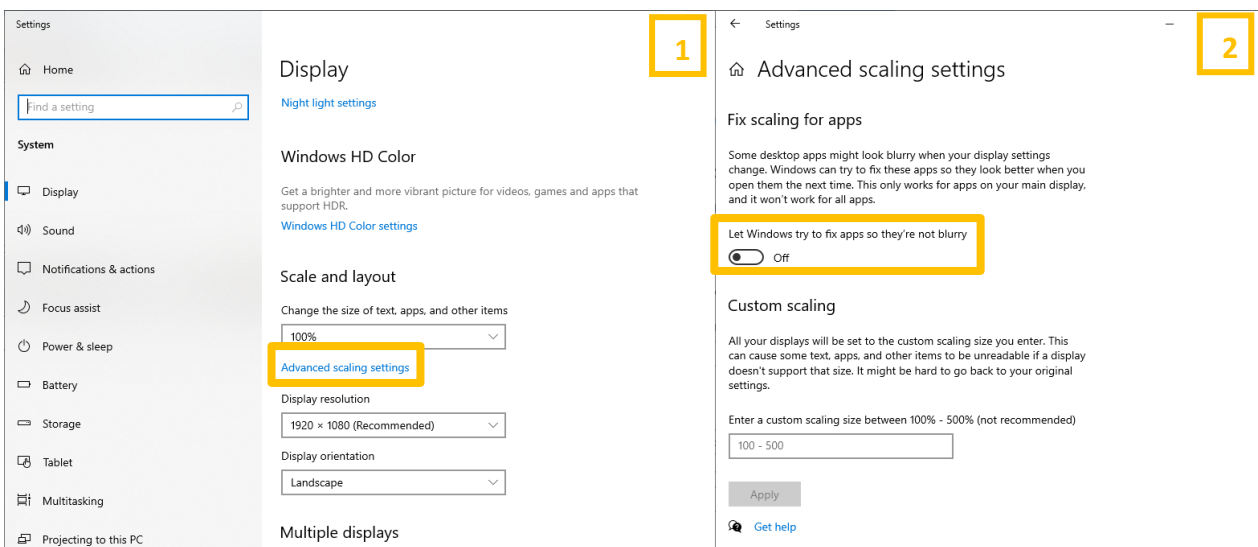 Settings
Home
Find a setting
System
Display
Sound
Notifications & actions
Focus assist
Power & sleep
Battery
Storage
Tablet
Multitasking
Projecting to this PC
1
Display
Night light settings
Windows HD Color
Get a brighter and more vibrant picture for videos, games and apps that
support HDR.
Windows HD Color settings
Scale and layout
Change the size of text, apps, and other items
100%
Advanced scaling settings
Display resolution
1920 × 1080 (Recommended)
Display orientation
Landscape
Multiple displays
Settings
2
Advanced scaling settings
Fix scaling for apps
Some desktop apps might look blurry when your display settings
change. Windows can try to fix these apps so they look better when you
open them the next time. This only works for apps on your main display,
and it won't work for all apps.
Let Windows try to fix apps so they're not blurry
Off
Custom scaling
All your displays will be set to the custom scaling size you enter. This
can cause some text, apps, and other items to be unreadable if a display
doesn't support that size. It might be hard to go back to your original
settings.
Enter a custom scaling size between 100% - 500% (not recommended)
100 - 500
Apply
Get help